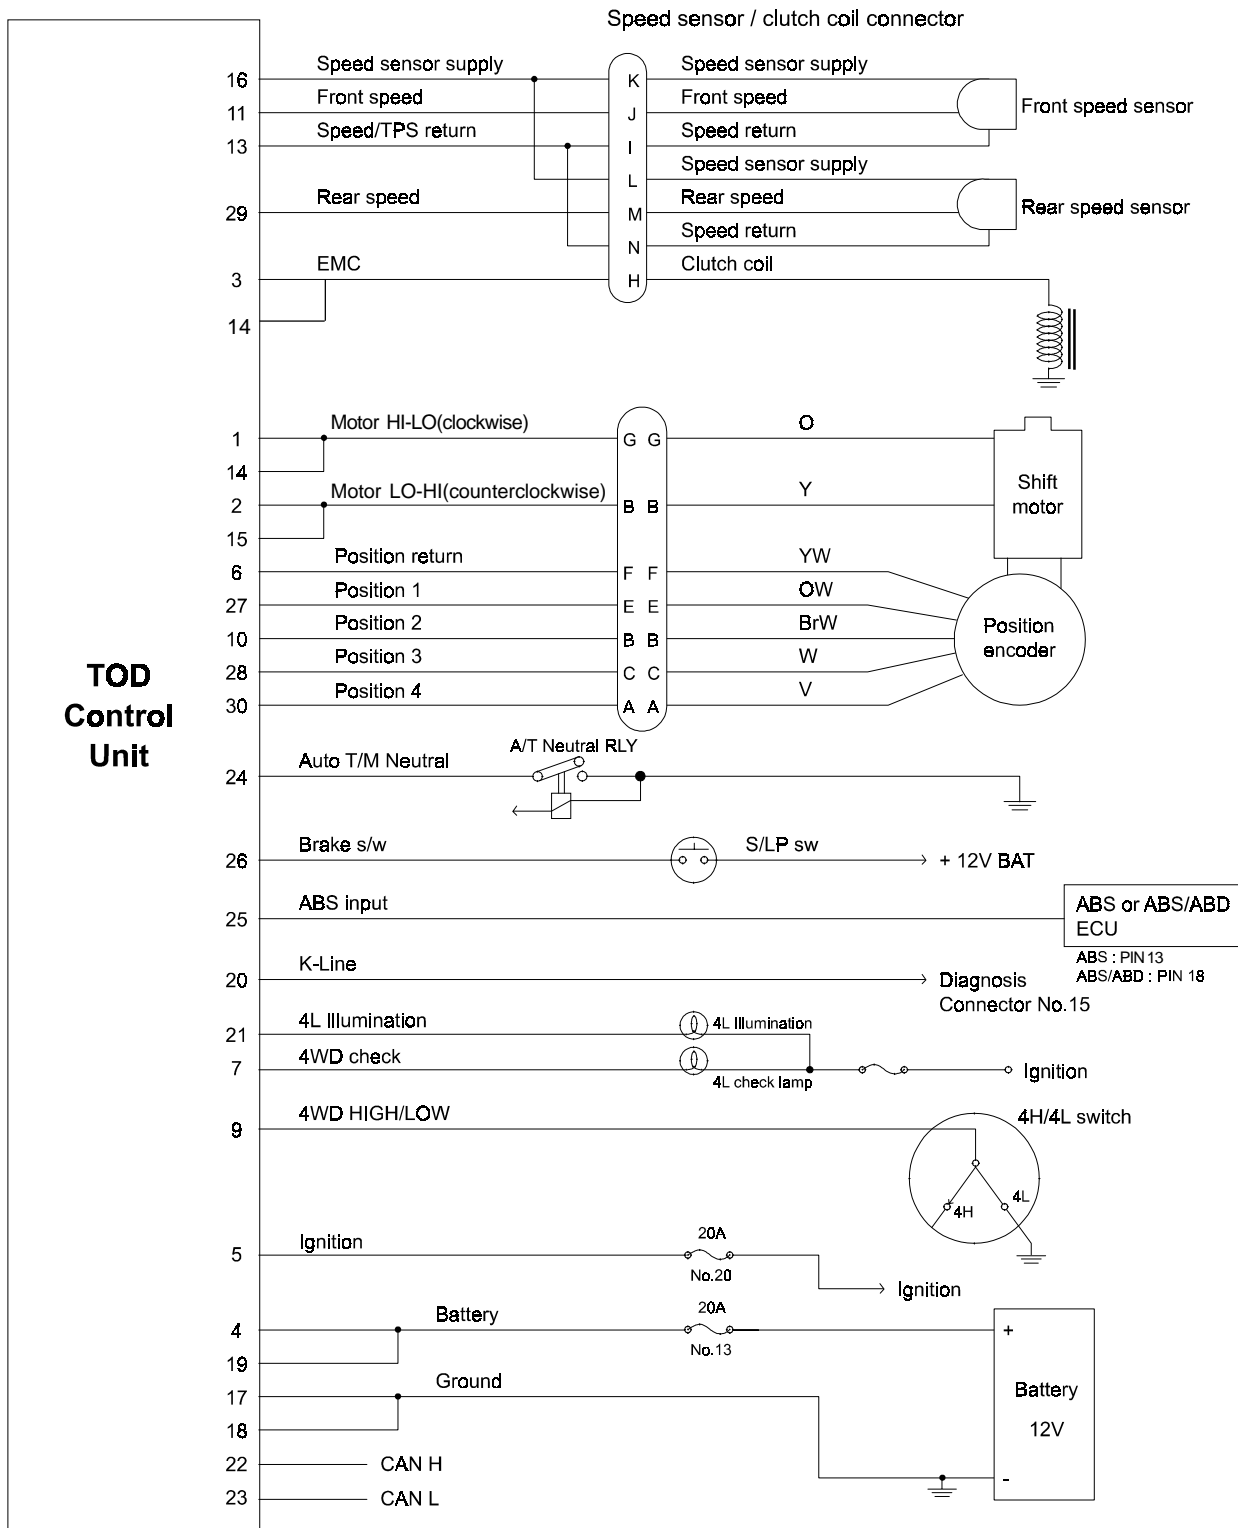 Speed sensor / clutch coil connector
16 Speed sensor supply K Speed sensor supply
11 Front speed J Front speed Front speed sensor
13 Speed/TPS return I Speed return
L Speed sensor supply
29 Rear speed M Rear speed Rear speed sensor
N Speed return
3 EMC H Clutch coil
14
1 Motor HI-LO(clockwise) G G O
14
2 Motor LO-HI(counterclockwise) B B Y
15
Shift
motor
6 Position return F F YW
27 Position 1 E E OW
10 Position 2 B B BrW
28 Position 3 C C W
30 Position 4 A A V
Position
encoder
TOD
Control
Unit
24 Auto T/M Neutral A/T Neutral RLY
26 Brake s/w S/LP sw + 12V BAT
25 ABS input
ABS or ABS/ABD
ECU
ABS : PIN 13
ABS/ABD : PIN 18
20 K-Line Diagnosis
Connector No.15
21 4L Illumination 4L Illumination
7 4WD check 4L check lamp Ignition
9 4WD HIGH/LOW 4H/4L switch
4H 4L
5 Ignition 20A
No.20 Ignition
4 Battery 20A +
19 No.13
17 Ground
18
Battery
12V
-
22 CAN H
23 CAN L